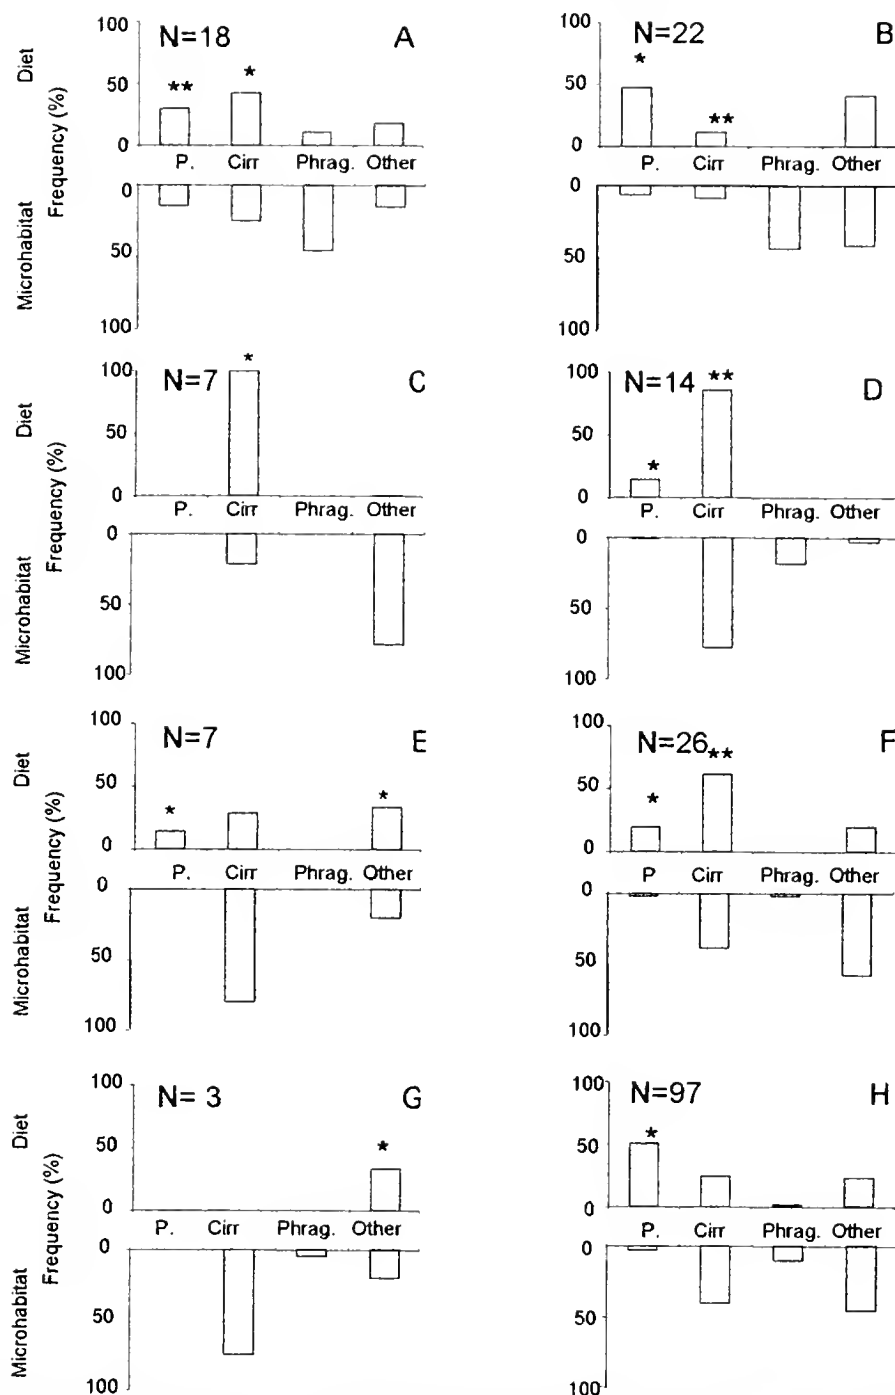 100 N=18 A 100 N=22 B
Diet 50 ** * 50 * **
0 0
P. Cirr Phrag. Other P. Cirr Phrag. Other
Frequency (%)
0 0
Microhabitat 50 50
100 100
100 N=7 * C 100 N=14 ** D
Diet 50 50 *
0 0
P. Cirr Phrag. Other P. Cirr Phrag. Other
Frequency (%)
0 0
Microhabitat 50 50
100 100
100 N=7 E 100 N=26 ** F
Diet 50 * * 50 *
0 0
P. Cirr Phrag. Other P Cirr Phrag. Other
Frequency (%)
0 0
Microhabitat 50 50
100 100
100 N= 3 G 100 N=97 H
Diet 50 * 50 *
0 0
P. Cirr Phrag. Other P. Cirr Phrag. Other
Frequency (%)
0 0
Microhabitat 50 50
100 100